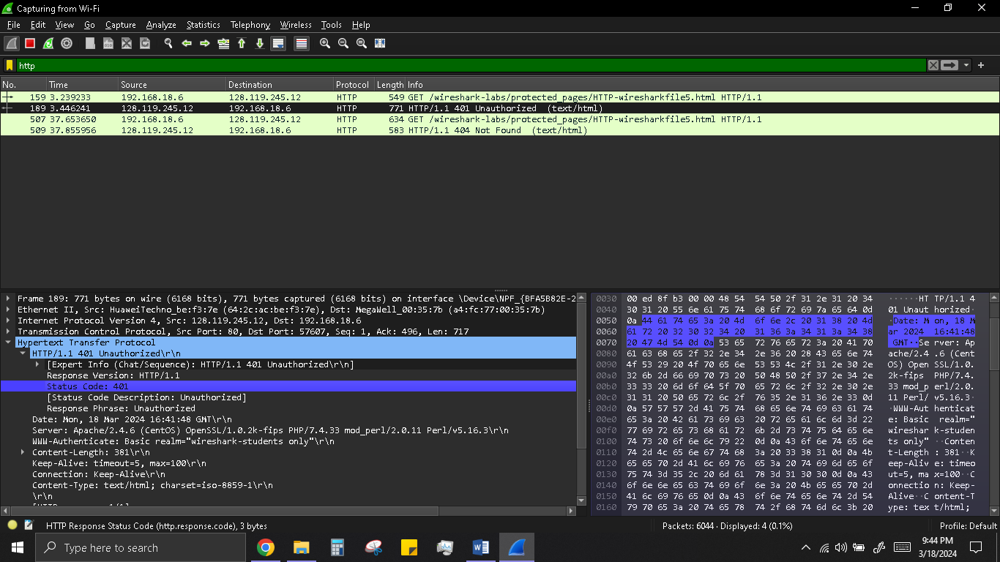 Capturing from Wi-Fi
File Edit View Go Capture Analyze Statistics Telephony Wireless Tools Help
http
No. Time Source Destination Protocol Length Info
159 3.239233 192.168.18.6 128.119.245.12 HTTP 549 GET /wireshark-labs/protected_pages/HTTP-wiresharkfile5.html HTTP/1.1
189 3.446241 128.119.245.12 192.168.18.6 HTTP 771 HTTP/1.1 401 Unauthorized (text/html)
507 37.653650 192.168.18.6 128.119.245.12 HTTP 634 GET /wireshark-labs/protected_pages/HTTP-wiresharkfile5.html HTTP/1.1
509 37.855956 128.119.245.12 192.168.18.6 HTTP 583 HTTP/1.1 404 Not Found (text/html)
Frame 189: 771 bytes on wire (6168 bits), 771 bytes captured (6168 bits) on interface \Device\NPF_{BFA5B82E-2
Ethernet II, Src: HuaweiTechno_be:f3:7e (64:2c:ac:be:f3:7e), Dst: MegaWell_00:35:7b (a4:fc:77:00:35:7b)
Internet Protocol Version 4, Src: 128.119.245.12, Dst: 192.168.18.6
Transmission Control Protocol, Src Port: 80, Dst Port: 57607, Seq: 1, Ack: 496, Len: 717
Hypertext Transfer Protocol
HTTP/1.1 401 Unauthorized\r\n
[Expert Info (Chat/Sequence): HTTP/1.1 401 Unauthorized\r\n]
Response Version: HTTP/1.1
Status Code: 401
[Status Code Description: Unauthorized]
Response Phrase: Unauthorized
Date: Mon, 18 Mar 2024 16:41:48 GMT\r\n
Server: Apache/2.4.6 (CentOS) OpenSSL/1.0.2k-fips PHP/7.4.33 mod_perl/2.0.11 Perl/v5.16.3\r\n
WWW-Authenticate: Basic realm="wireshark-students only"\r\n
Content-Length: 381\r\n
Keep-Alive: timeout=5, max=100\r\n
Connection: Keep-Alive\r\n
Content-Type: text/html; charset=iso-8859-1\r\n
\r\n
0030 00 ed 8f b3 00 00 48 54 54 50 2f 31 2e 31 20 34 ······HT TP/1.1 4
0040 30 31 20 55 6e 61 75 74 68 6f 72 69 7a 65 64 0d 01 Unaut horized·
0050 0a 44 61 74 65 3a 20 4d 6f 6e 2c 20 31 38 20 4d ·Date: M on, 18 M
0060 61 72 20 32 30 32 34 20 31 36 3a 34 31 3a 34 38 ar 2024 16:41:48
0070 20 47 4d 54 0d 0a 53 65 72 76 65 72 3a 20 41 70 GMT··Se rver: Ap
0080 61 63 68 65 2f 32 2e 34 2e 36 20 28 43 65 6e 74 ache/2.4 .6 (Cent
0090 4f 53 29 20 4f 70 65 6e 53 53 4c 2f 31 2e 30 2e OS) Open SSL/1.0.
00a0 32 6b 2d 66 69 70 73 20 50 48 50 2f 37 2e 34 2e 2k-fips PHP/7.4.
00b0 33 33 20 6d 6f 64 5f 70 65 72 6c 2f 32 2e 30 2e 33 mod_p erl/2.0.
00c0 31 31 20 50 65 72 6c 2f 76 35 2e 31 36 2e 33 0d 11 Perl/ v5.16.3·
00d0 0a 57 57 57 2d 41 75 74 68 65 6e 74 69 63 61 74 ·WWW-Aut henticat
00e0 65 3a 20 42 61 73 69 63 20 72 65 61 6c 6d 3d 22 e: Basic realm="
00f0 77 69 72 65 73 68 61 72 6b 2d 73 74 75 64 65 6e wireshar k-studen
0100 74 73 20 6f 6e 6c 79 22 0d 0a 43 6f 6e 74 65 6e ts only" ··Conten
0110 74 2d 4c 65 6e 67 74 68 3a 20 33 38 31 0d 0a 4b t-Length : 381··K
0120 65 65 70 2d 41 6c 69 76 65 3a 20 74 69 6d 65 6f eep-Aliv e: timeo
0130 75 74 3d 35 2c 20 6d 61 78 3d 31 30 30 0d 0a 43 ut=5, ma x=100··C
0140 6f 6e 6e 65 63 74 69 6f 6e 3a 20 4b 65 65 70 2d onnectio n: Keep-
0150 41 6c 69 76 65 0d 0a 43 6f 6e 74 65 6e 74 2d 54 Alive··C ontent-T
0160 79 70 65 3a 20 74 65 78 74 2f 68 74 6d 6c 3b 20 ype: tex t/html;
HTTP Response Status Code (http.response.code), 3 bytes
Packets: 6044 · Displayed: 4 (0.1%)
Profile: Default
Type here to search
9:44 PM
3/18/2024